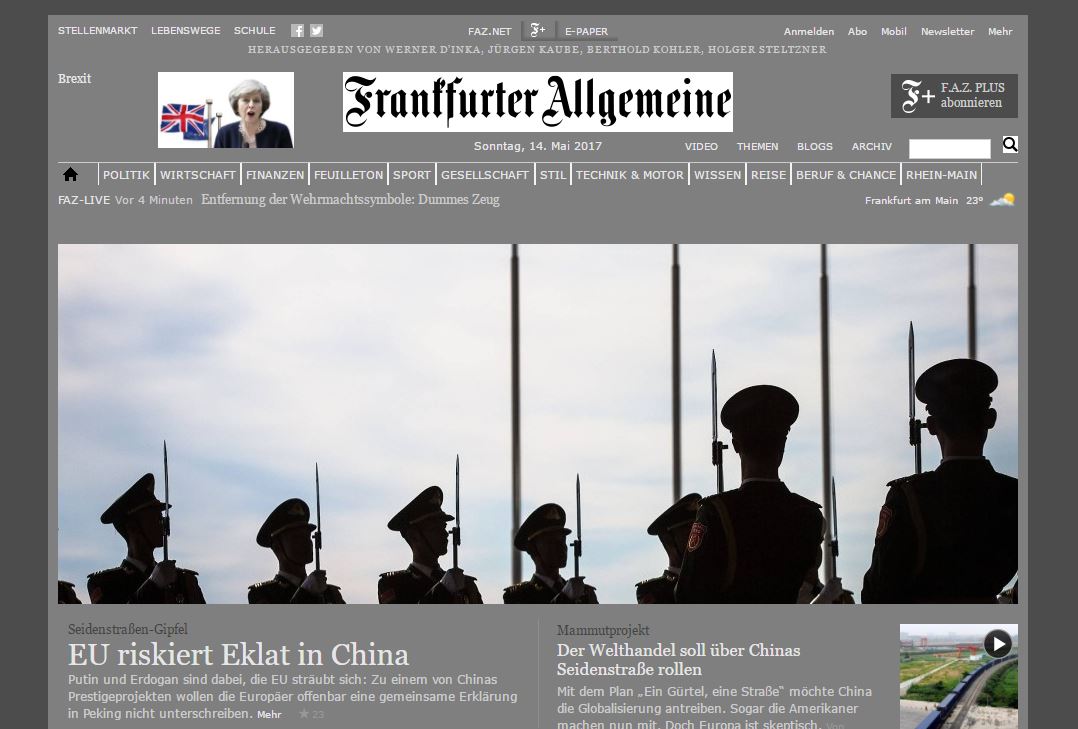 STELLENMARKT LEBENSWEGE SCHULE FAZ.NET F+ E-PAPER Anmelden Abo Mobil Newsletter Mehr
HERAUSGEGEBEN VON WERNER D'INKA, JÜRGEN KAUBE, BERTHOLD KOHLER, HOLGER STELTZNER
Brexit
Frankfurter Allgemeine
F+ F.A.Z. PLUS
abonnieren
Sonntag, 14. Mai 2017 VIDEO THEMEN BLOGS ARCHIV
POLITIK WIRTSCHAFT FINANZEN FEUILLETON SPORT GESELLSCHAFT STIL TECHNIK & MOTOR WISSEN REISE BERUF & CHANCE RHEIN-MAIN
FAZ-LIVE Vor 4 Minuten Entfernung der Wehrmachtssymbole: Dummes Zeug Frankfurt am Main 23°
Seidenstraßen-Gipfel
EU riskiert Eklat in China
Putin und Erdogan sind dabei, die EU sträubt sich: Zu einem von Chinas
Prestigeprojekten wollen die Europäer offenbar eine gemeinsame Erklärung
in Peking nicht unterschreiben. Mehr 23
Mammutprojekt
Der Welthandel soll über Chinas
Seidenstraße rollen
Mit dem Plan „Ein Gürtel, eine Straße“ möchte China
die Globalisierung antreiben. Sogar die Amerikaner
machen nun mit. Doch Europa ist skeptisch. Von